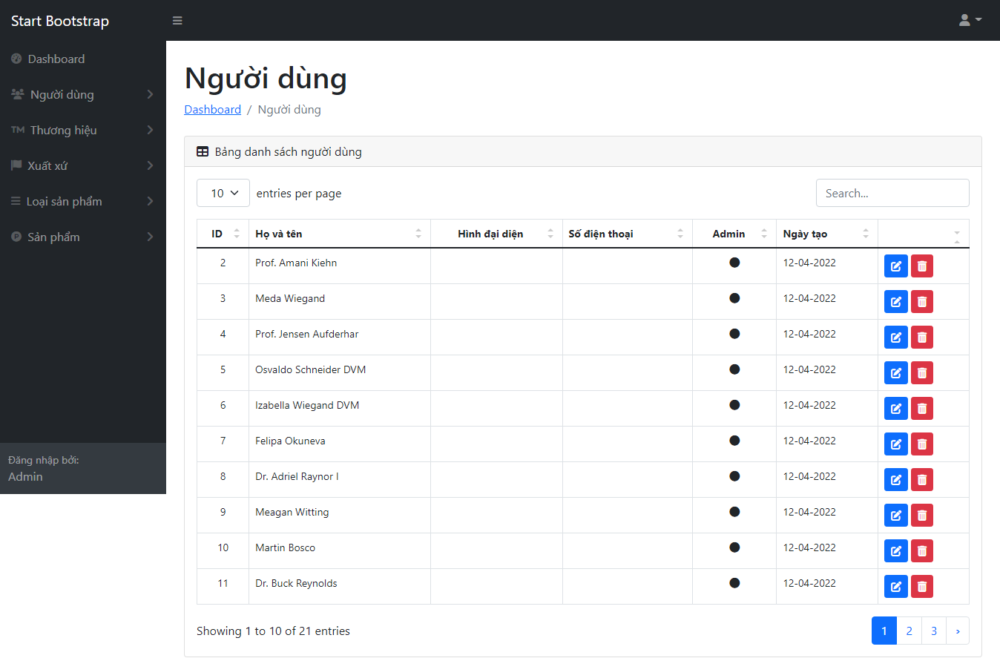 Start Bootstrap
Dashboard
Người dùng
TM Thương hiệu
Xuất xứ
Loại sản phẩm
P Sản phẩm
Đăng nhập bởi:
Admin
Người dùng
Dashboard / Người dùng
Bảng danh sách người dùng
10 entries per page Search...
ID Họ và tên Hình đại diện Số điện thoại Admin Ngày tạo
2 Prof. Amani Kiehn 12-04-2022
3 Meda Wiegand 12-04-2022
4 Prof. Jensen Aufderhar 12-04-2022
5 Osvaldo Schneider DVM 12-04-2022
6 Izabella Wiegand DVM 12-04-2022
7 Felipa Okuneva 12-04-2022
8 Dr. Adriel Raynor I 12-04-2022
9 Meagan Witting 12-04-2022
10 Martin Bosco 12-04-2022
11 Dr. Buck Reynolds 12-04-2022
Showing 1 to 10 of 21 entries 1 2 3 ›